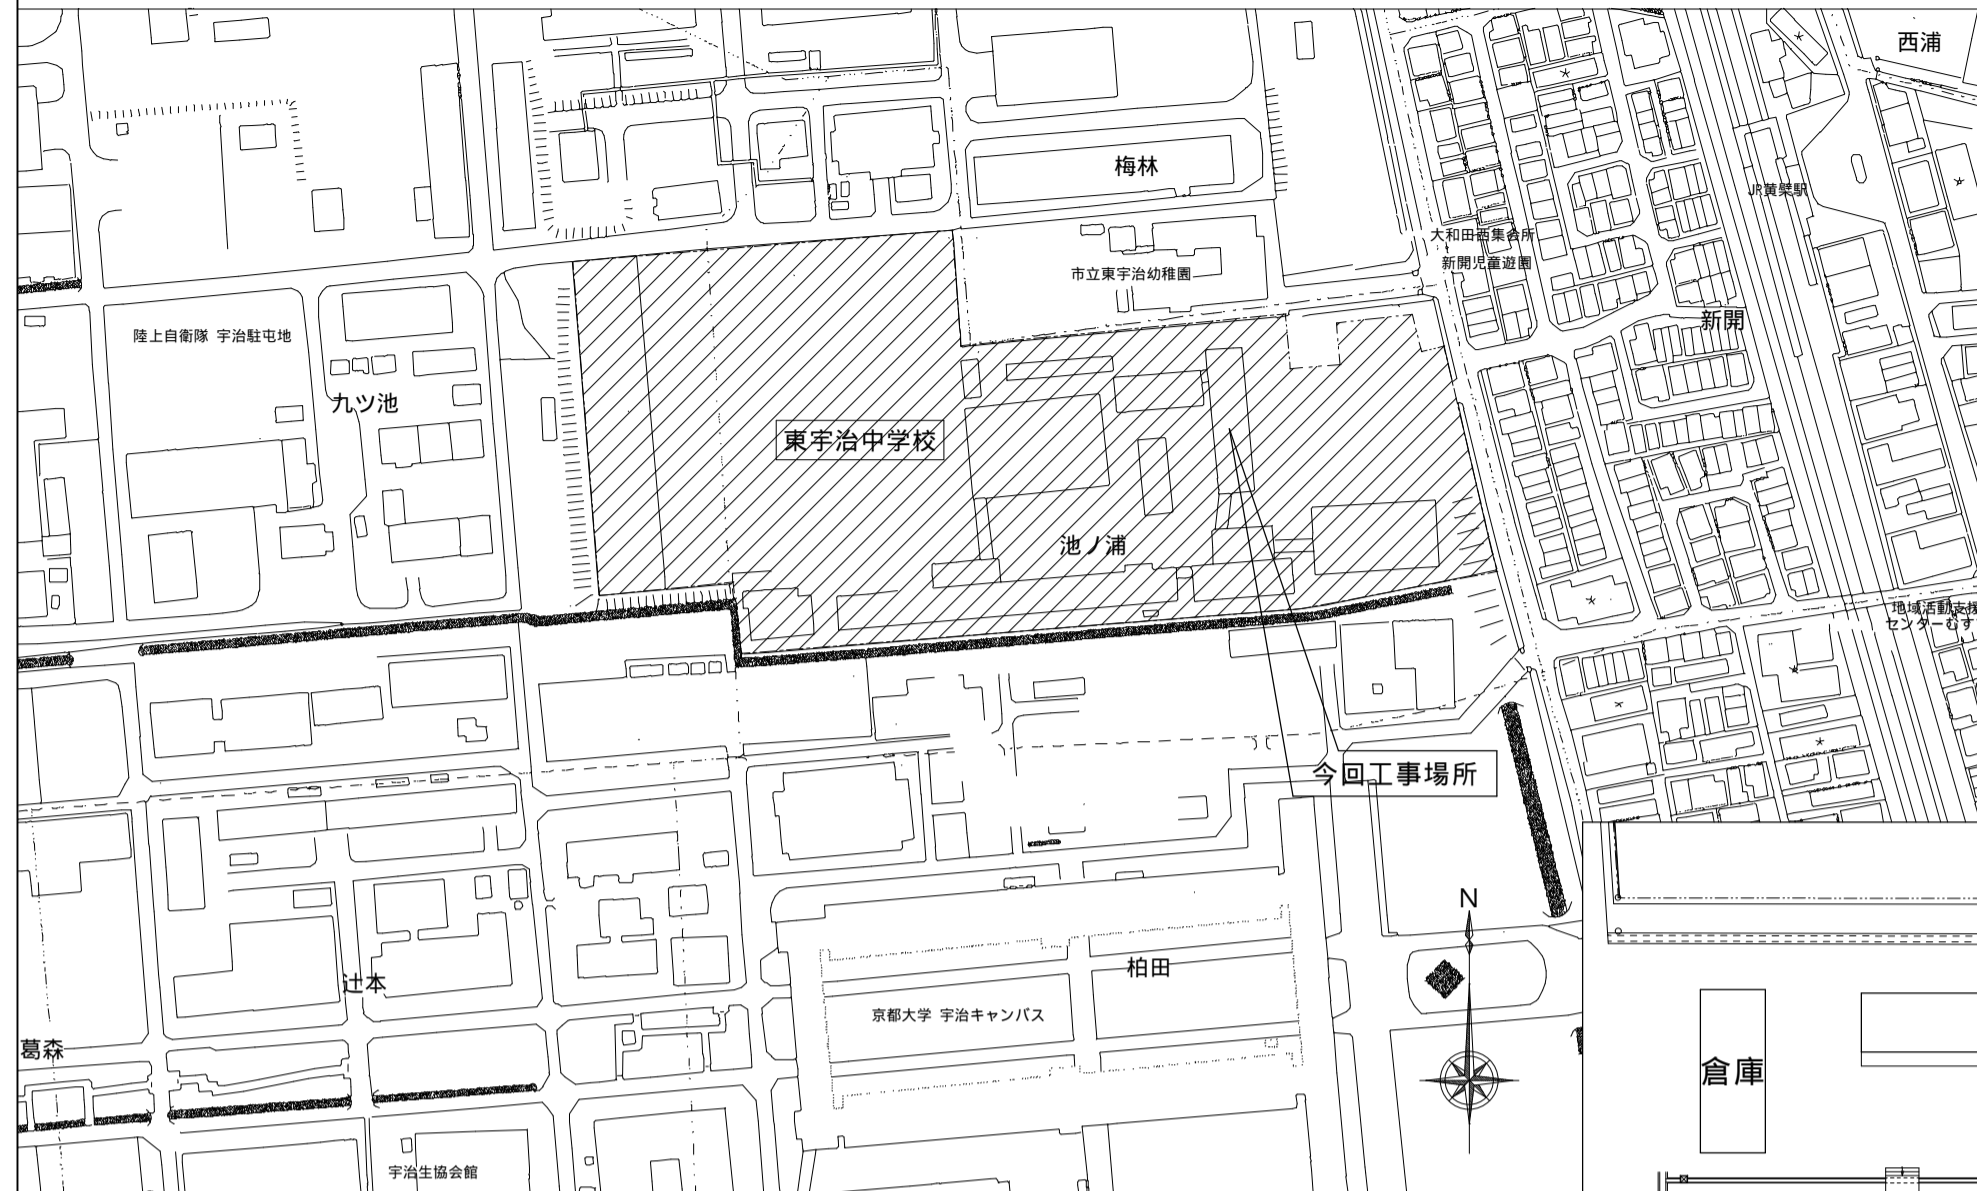 西浦
梅林
JR黄檗駅
大和田西集会所
新開児童遊園
市立東宇治幼稚園
新開
陸上自衛隊 宇治駐屯地
九ツ池
東宇治中学校
池ノ浦
地域活動支援
センターむす
今回工事場所
N
柏田
辻本
京都大学 宇治キャンパス
葛森
倉庫
宇治生協会館